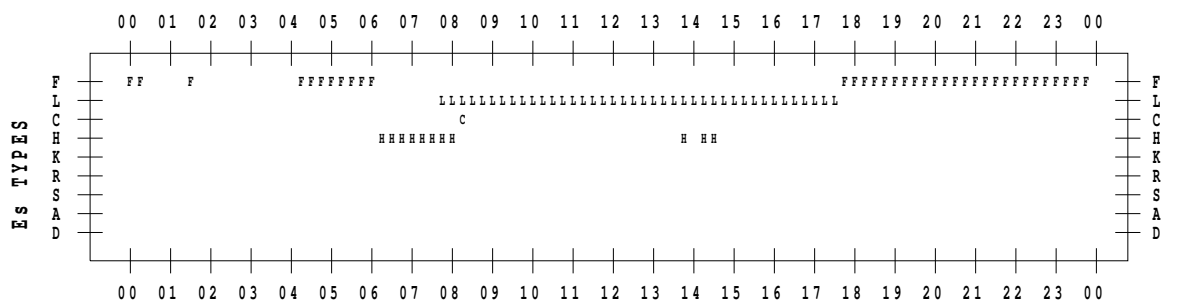 00 01 02 03 04 05 06 07 08 09 10 11 12 13 14 15 16 17 18 19 20 21 22 23 00
Es TYPES
F FF F FFFFFFFF FFFFFFFFFFFFFFFFFFFFFFFFF F
L LLLLLLLLLLLLLLLLLLLLLLLLLLLLLLLLLLLLLLLL L
C C C
H HHHHHHHH H HH H
K K
R R
S S
A A
D D
00 01 02 03 04 05 06 07 08 09 10 11 12 13 14 15 16 17 18 19 20 21 22 23 00